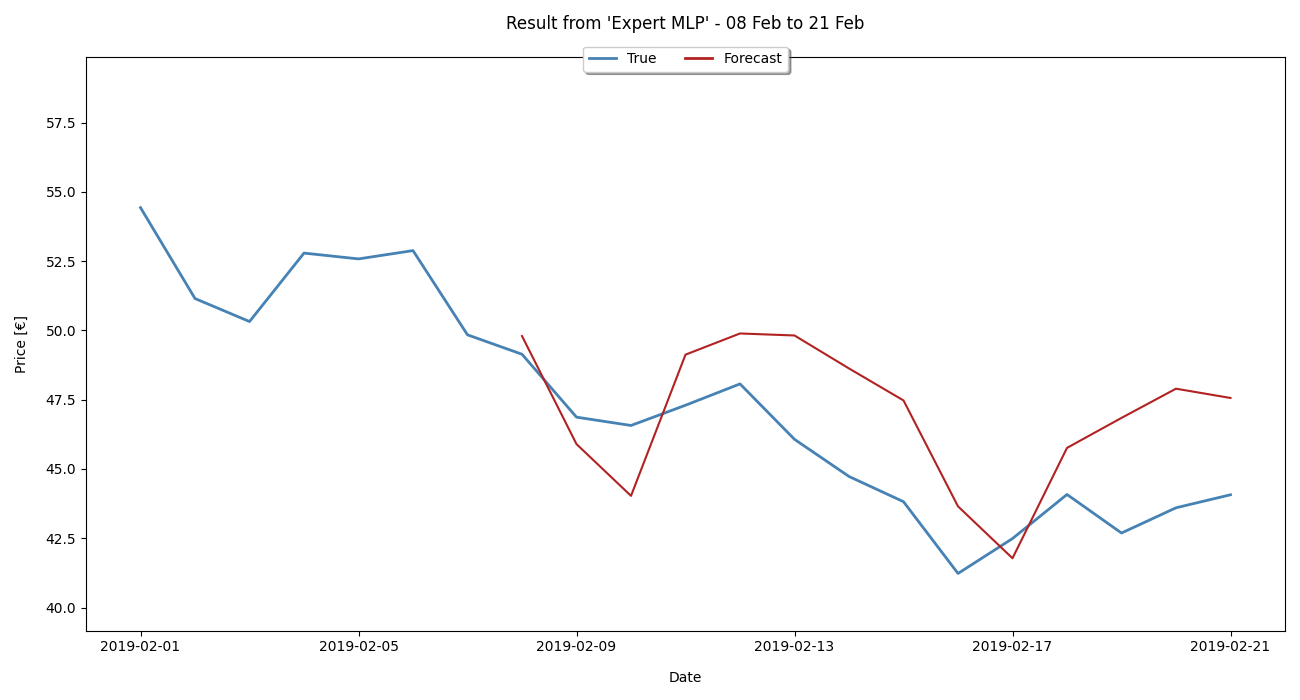 Result from 'Expert MLP' - 08 Feb to 21 Feb
True Forecast
57.5
55.0
52.5
50.0
47.5
45.0
42.5
40.0
Price [€]
2019-02-01 2019-02-05 2019-02-09 2019-02-13 2019-02-17 2019-02-21
Date